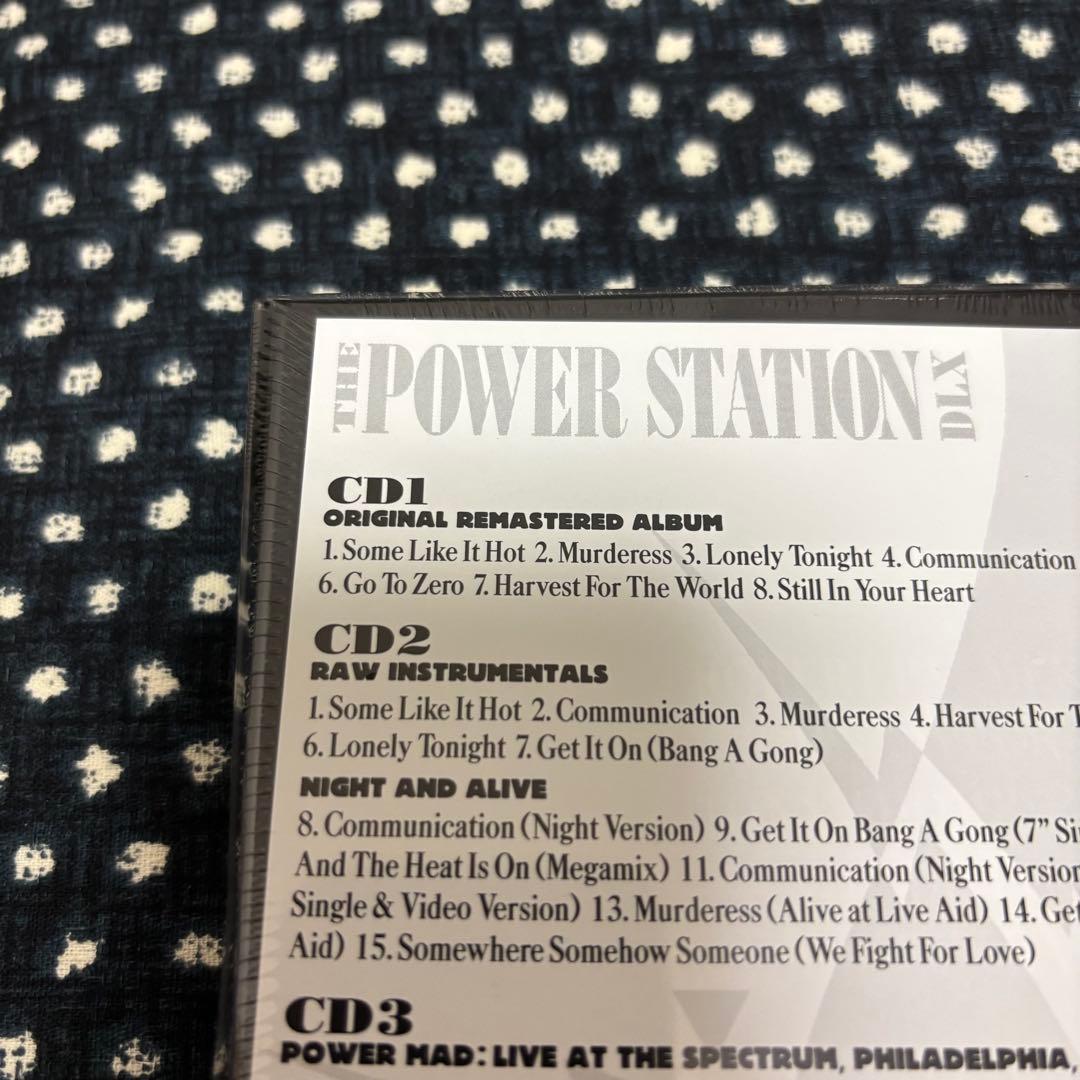 THE POWER STATION DLX
CD1
ORIGINAL REMASTERED ALBUM
1. Some Like It Hot 2. Murderess 3. Lonely Tonight 4. Communication
6. Go To Zero 7. Harvest For The World 8. Still In Your Heart
CD2
RAW INSTRUMENTALS
1. Some Like It Hot 2. Communication 3. Murderess 4. Harvest For
6. Lonely Tonight 7. Get It On (Bang A Gong)
NIGHT AND ALIVE
8. Communication (Night Version) 9. Get It On Bang A Gong (7”
And The Heat Is On (Megamix) 11. Communication (Night Version
Single & Video Version) 13. Murderess (Alive at Live Aid) 14.
Aid) 15. Somewhere Somehow Someone (We Fight For Love)
CD3
POWER MAD: LIVE AT THE SPECTRUM, PHILADELPHIA,